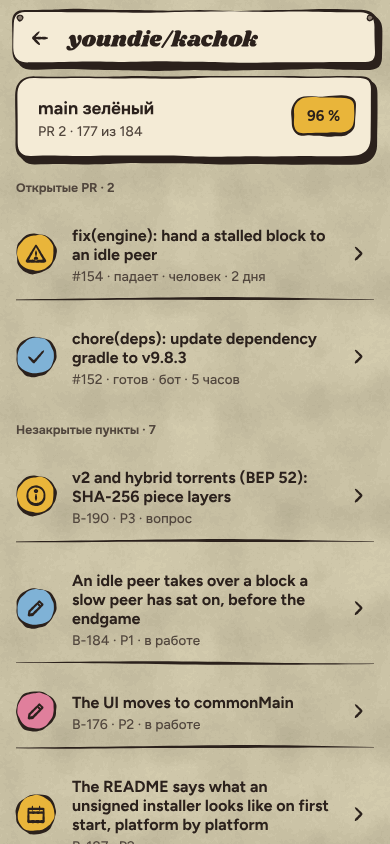 youndie/kachok
main зелёный
PR 2 · 177 из 184
96 %
Открытые PR · 2
fix(engine): hand a stalled block to
an idle peer
#154 · падает · человек · 2 дня
chore(deps): update dependency
gradle to v9.8.3
#152 · готов · бот · 5 часов
Незакрытые пункты · 7
v2 and hybrid torrents (BEP 52):
SHA-256 piece layers
B-190 · P3 · вопрос
An idle peer takes over a block a
slow peer has sat on, before the
endgame
B-184 · P1 · в работе
The UI moves to commonMain
B-176 · P2 · в работе
The README says what an
unsigned installer looks like on first
start, platform by platform